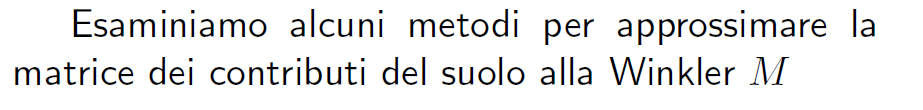 Esaminiamo alcuni metodi per approssimare la
matrice dei contributi del suolo alla Winkler M